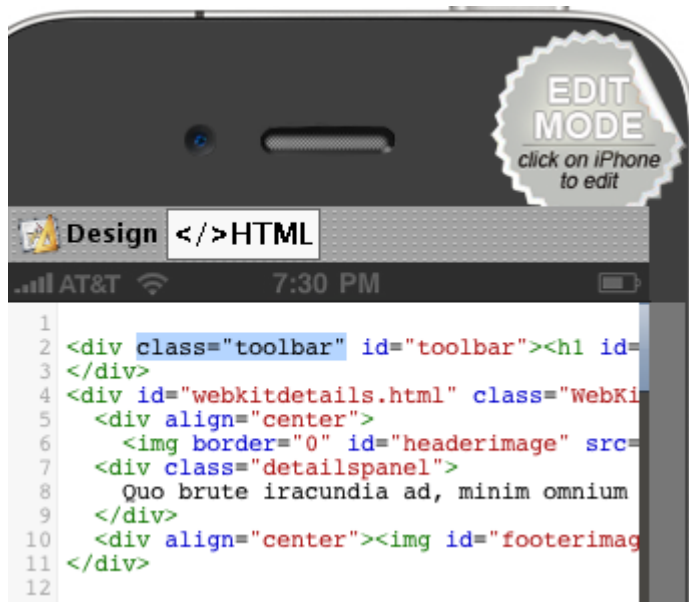 EDIT
MODE
click on iPhone
to edit
Design </>HTML
AT&T 7:30 PM
1
2 <div class="toolbar" id="toolbar"><h1 id=
3 </div>
4 <div id="webkitdetails.html" class="WebKi
5 <div align="center">
6 <img border="0" id="headerimage" src=
7 <div class="detailspanel">
8 Quo brute iracundia ad, minim omnium
9 </div>
10 <div align="center"><img id="footerimag
11 </div>
12